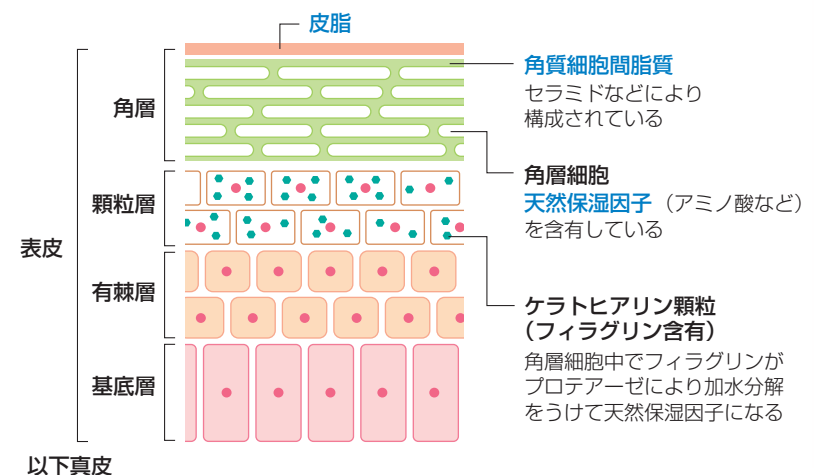 皮脂
角質細胞間脂質
セラミドなどにより
構成されている
角層
角層細胞
天然保湿因子（アミノ酸など）
を含有している
顆粒層
表皮
有棘層
ケラトヒアリン顆粒
（フィラグリン含有）
角層細胞中でフィラグリンが
プロテアーゼにより加水分解
をうけて天然保湿因子になる
基底層
以下真皮